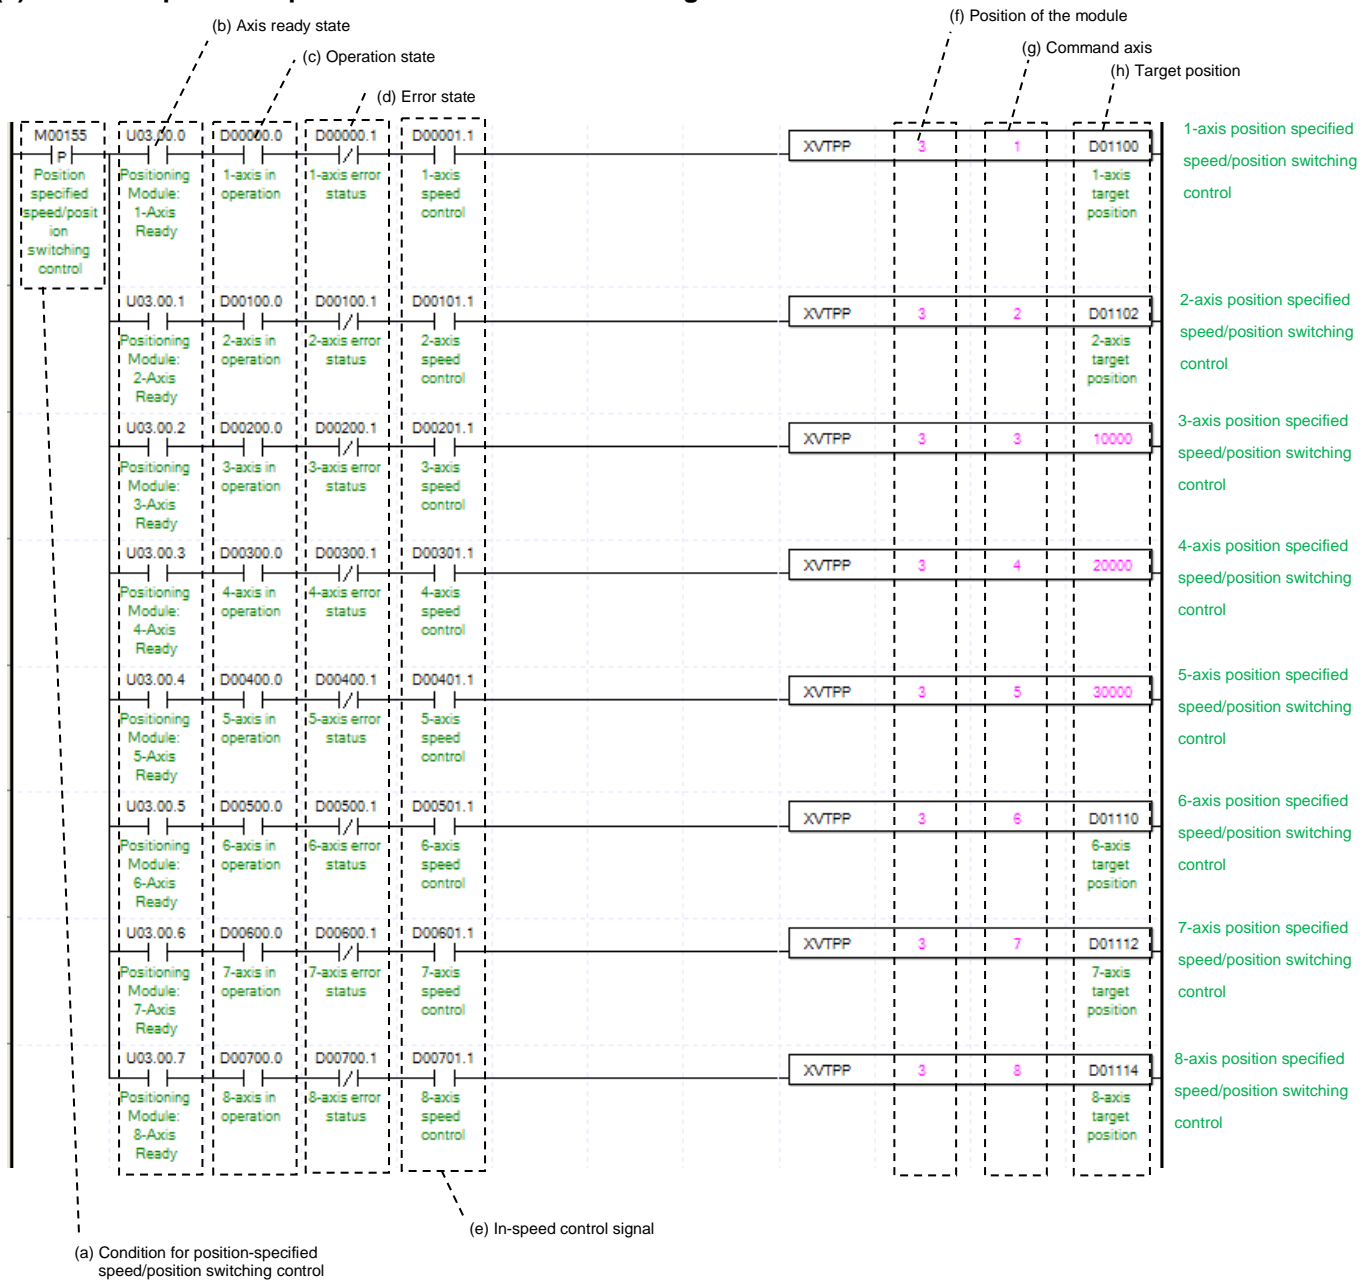 (b) Axis ready state
(f) Position of the module
(c) Operation state
(g) Command axis
(d) Error state
(h) Target position
M00155 U03.00.0 D00000.0 D00000.1 D00001.1
P
XVTPP 3 1 D01100
1-axis position specified
speed/position switching
control
Position Positioning 1-axis in 1-axis error 1-axis 1-axis
specified Module: operation status speed target
speed/posit 1-Axis control position
ion Ready
switching
control
U03.00.1 D00100.0 D00100.1 D00101.1
XVTPP 3 2 D01102
2-axis position specified
speed/position switching
control
Positioning 2-axis in 2-axis error 2-axis 2-axis
Module: operation status speed target
2-Axis control position
Ready
U03.00.2 D00200.0 D00200.1 D00201.1
XVTPP 3 3 10000
3-axis position specified
speed/position switching
control
Positioning 3-axis in 3-axis error 3-axis
Module: operation status speed
3-Axis control
Ready
U03.00.3 D00300.0 D00300.1 D00301.1
XVTPP 3 4 20000
4-axis position specified
speed/position switching
control
Positioning 4-axis in 4-axis error 4-axis
Module: operation status speed
4-Axis control
Ready
U03.00.4 D00400.0 D00400.1 D00401.1
XVTPP 3 5 30000
5-axis position specified
speed/position switching
control
Positioning 5-axis in 5-axis error 5-axis
Module: operation status speed
5-Axis control
Ready
U03.00.5 D00500.0 D00500.1 D00501.1
XVTPP 3 6 D01110
6-axis position specified
speed/position switching
control
Positioning 6-axis in 6-axis error 6-axis 6-axis
Module: operation status speed target
6-Axis control position
Ready
U03.00.6 D00600.0 D00600.1 D00601.1
XVTPP 3 7 D01112
7-axis position specified
speed/position switching
control
Positioning 7-axis in 7-axis error 7-axis 7-axis
Module: operation status speed target
7-Axis control position
Ready
U03.00.7 D00700.0 D00700.1 D00701.1
XVTPP 3 8 D01114
8-axis position specified
speed/position switching
control
Positioning 8-axis in 8-axis error 8-axis 8-axis
Module: operation status speed target
8-Axis control position
Ready
(e) In-speed control signal
(a) Condition for position-specified
speed/position switching control